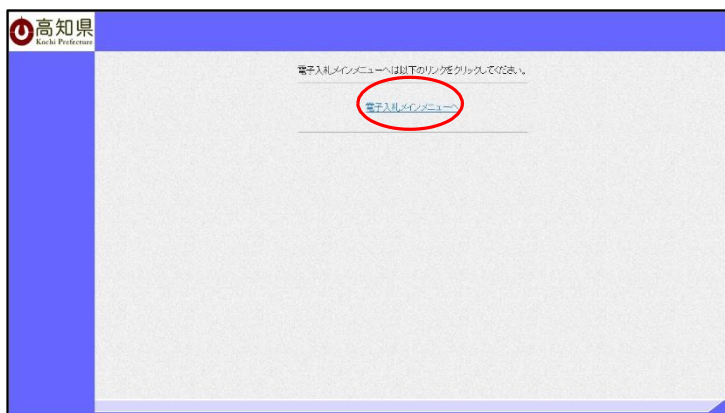 高知県
Kochi Prefecture
電子入札メインメニューへは以下のリンクをクリックしてください。
電子入札メインメニューへ